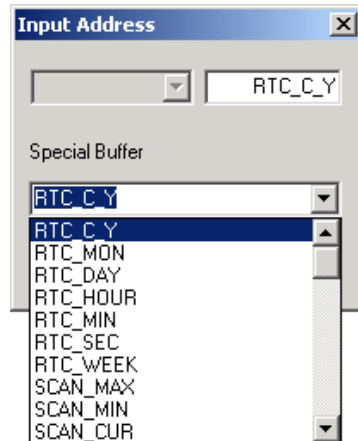 Input Address
RTC_C_Y
Special Buffer
RTC_C_Y
RTC_C_Y
RTC_MON
RTC_DAY
RTC_HOUR
RTC_MIN
RTC_SEC
RTC_WEEK
SCAN_MAX
SCAN_MIN
SCAN_CUR